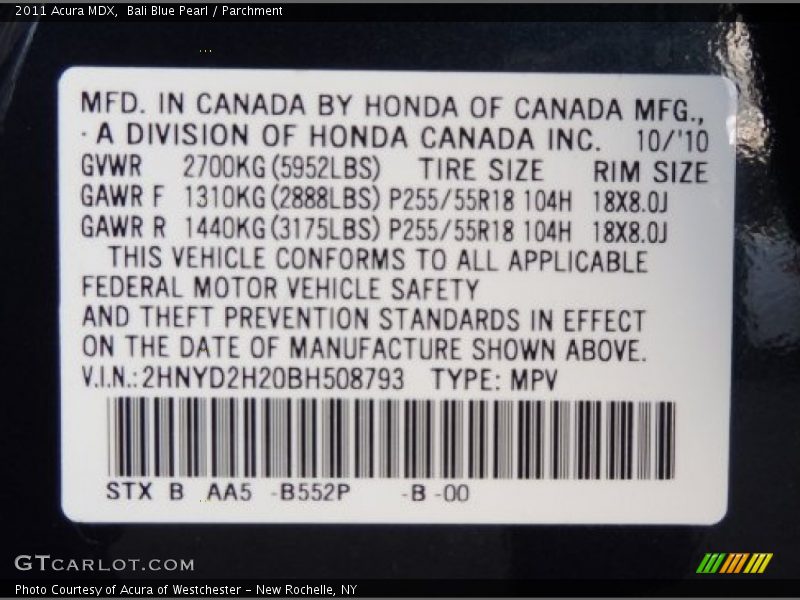 2011 Acura MDX,  Bali Blue Pearl / Parchment
MFD. IN CANADA BY HONDA OF CANADA MFG.,
A DIVISION OF HONDA CANADA INC. 10/'10
GVWR 2700KG(5952LBS) TIRE SIZE RIM SIZE
GAWR F 1310KG(2888LBS) P255/55R18 104H 18X8.0J
GAWR R 1440KG(3175LBS) P255/55R18 104H 18X8.0J
THIS VEHICLE CONFORMS TO ALL APPLICABLE
FEDERAL MOTOR VEHICLE SAFETY
AND THEFT PREVENTION STANDARDS IN EFFECT
ON THE DATE OF MANUFACTURE SHOWN ABOVE.
V.I.N.:2HNYD2H20BH508793 TYPE: MPV
STX B AA5 -B552P -B -00
GTCARLOT.COM
Photo Courtesy of Acura of Westchester - New Rochelle, NY